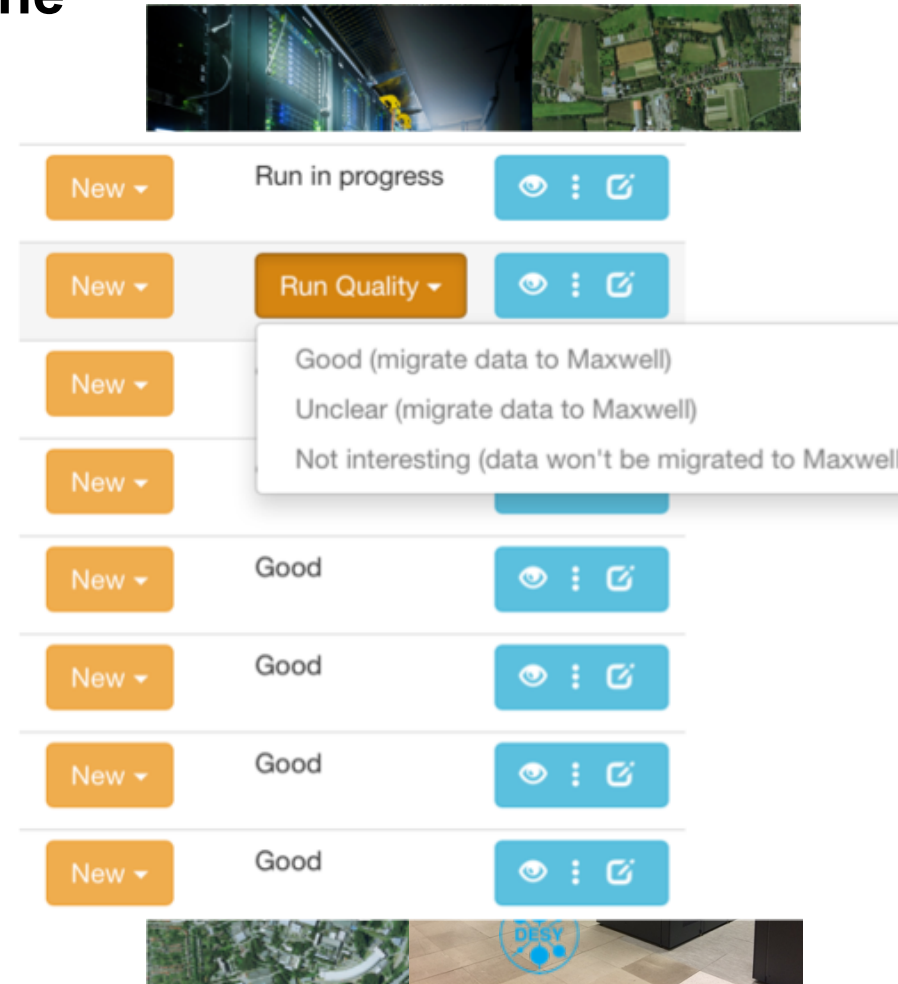 ne
New
Run in progress
New
Run Quality
Good (migrate data to Maxwell)
New
Unclear (migrate data to Maxwell)
Not interesting (data won't be migrated to Maxwell
New
New
Good
New
Good
New
Good
New
Good
DESY